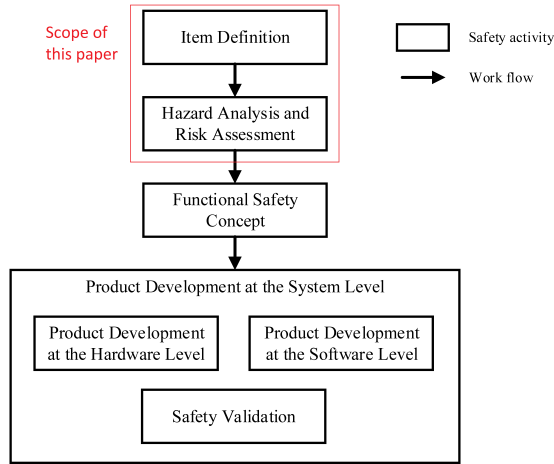 Scope of
this paper
Item Definition
Safety activity
Work flow
Hazard Analysis and
Risk Assessment
Functional Safety
Concept
Product Development at the System Level
Product Development
at the Hardware Level
Product Development
at the Software Level
Safety Validation